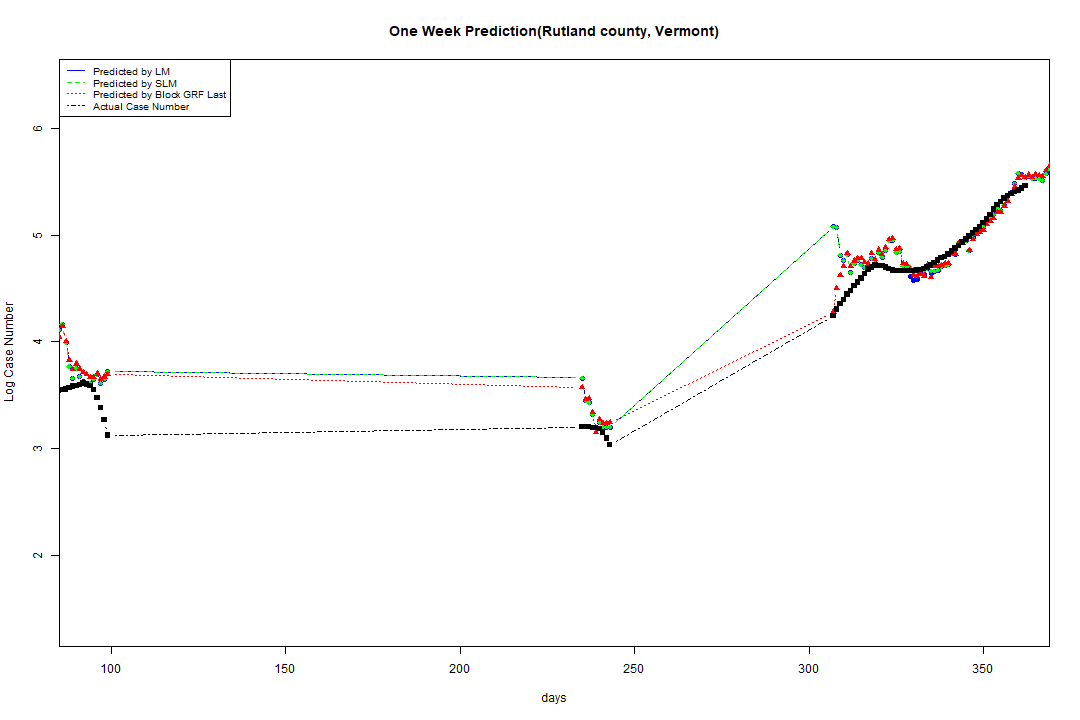 One Week Prediction(Rutland county, Vermont)
Predicted by LM
Predicted by SLM
Predicted by Block GRF Last
Actual Case Number
6
5
4
3
2
Log Case Number
100 150 200 250 300 350
days